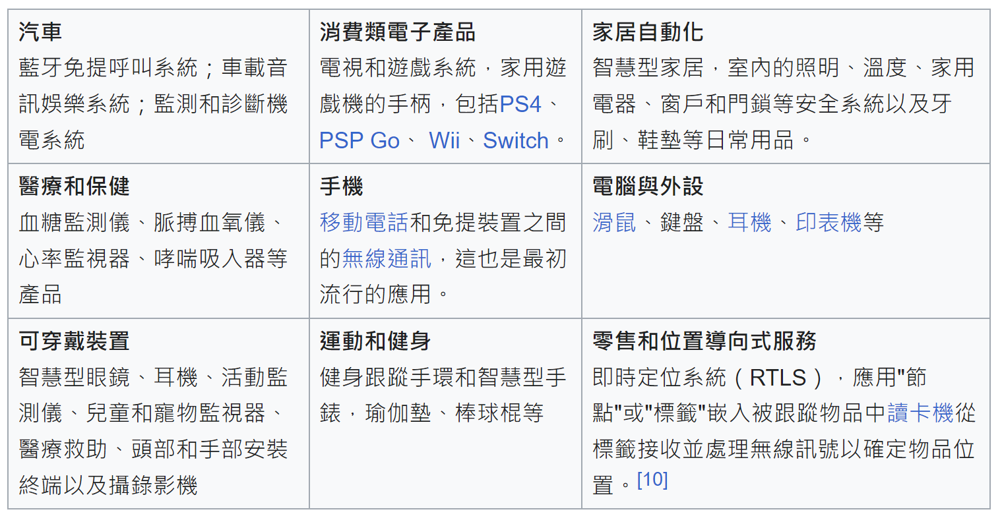 汽車
藍牙免提呼叫系統；車載音
訊娛樂系統；監測和診斷機
電系統
消費類電子產品
電視和遊戲系統，家用遊
戲機的手柄，包括PS4、
PSP Go、 Wii、Switch。
家居自動化
智慧型家居，室內的照明、溫度、家用
電器、窗戶和門鎖等安全系統以及牙
刷、鞋墊等日常用品。
醫療和保健
血糖監測儀、脈搏血氧儀、
心率監視器、哮喘吸入器等
產品
手機
移動電話和免提裝置之間
的無線通訊，這也是最初
流行的應用。
電腦與外設
滑鼠、鍵盤、耳機、印表機等
可穿戴裝置
智慧型眼鏡、耳機、活動監
測儀、兒童和寵物監視器、
醫療救助、頭部和手部安裝
終端以及攝錄影機
運動和健身
健身跟蹤手環和智慧型手
錶，瑜伽墊、棒球棍等
零售和位置導向式服務
即時定位系統（RTLS），應用"節
點"或"標籤"嵌入被跟蹤物品中讀卡機從
標籤接收並處理無線訊號以確定物品位
置。[10]